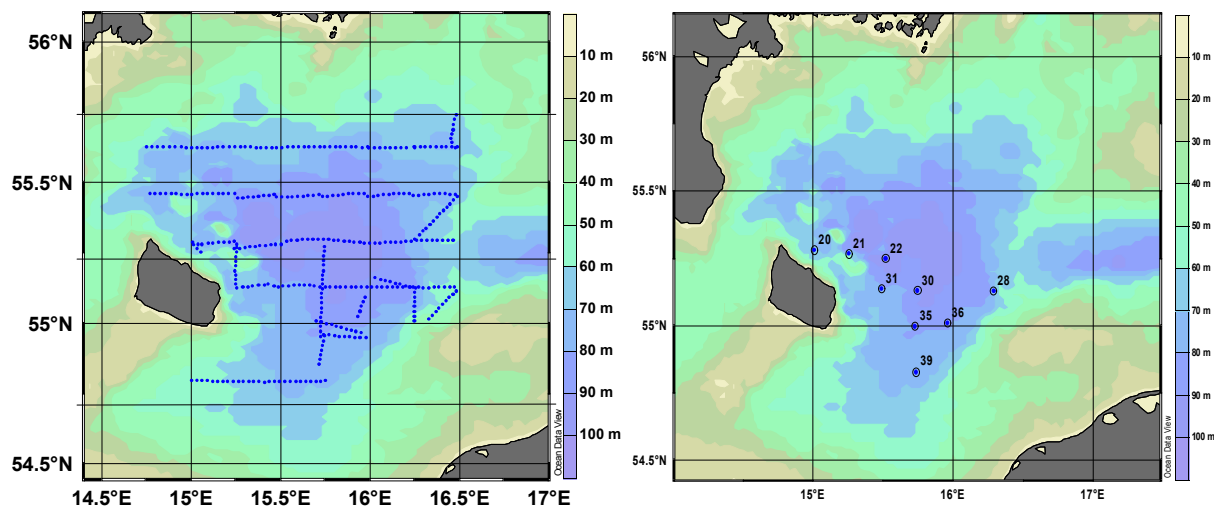 56°N
55.5°N
55°N
54.5°N
14.5°E 15°E 15.5°E 16°E 16.5°E 17°E
10 m
20 m
30 m
40 m
50 m
60 m
70 m
80 m
90 m
100 m
Ocean Data View
56°N
55.5°N
55°N
54.5°N
15°E 16°E 17°E
20
21
22
31
30
28
35
36
39
10 m
20 m
30 m
40 m
50 m
60 m
70 m
80 m
90 m
100 m
Ocean Data View